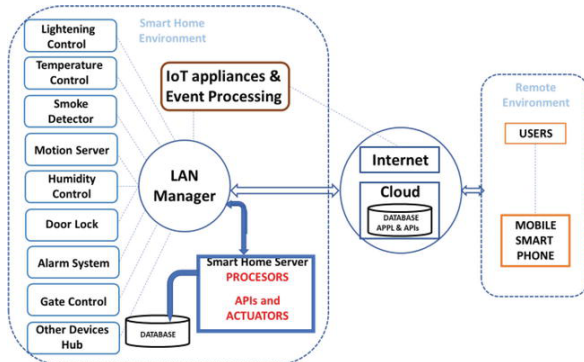 Lightening
Control
Temperature
Control
Smoke
Detector
Motion Server
Humidity
Control
Door Lock
Alarm System
Gate Control
Other Devices
Hub
Smart Home
Environment
IoT appliances &
Event Processing
LAN
Manager
Smart Home Server
PROCESORS
APIs and
ACTUATORS
DATABASE
Internet
Cloud
DATABASE
APPL & APIs
Remote
Environment
USERS
MOBILE
SMART
PHONE